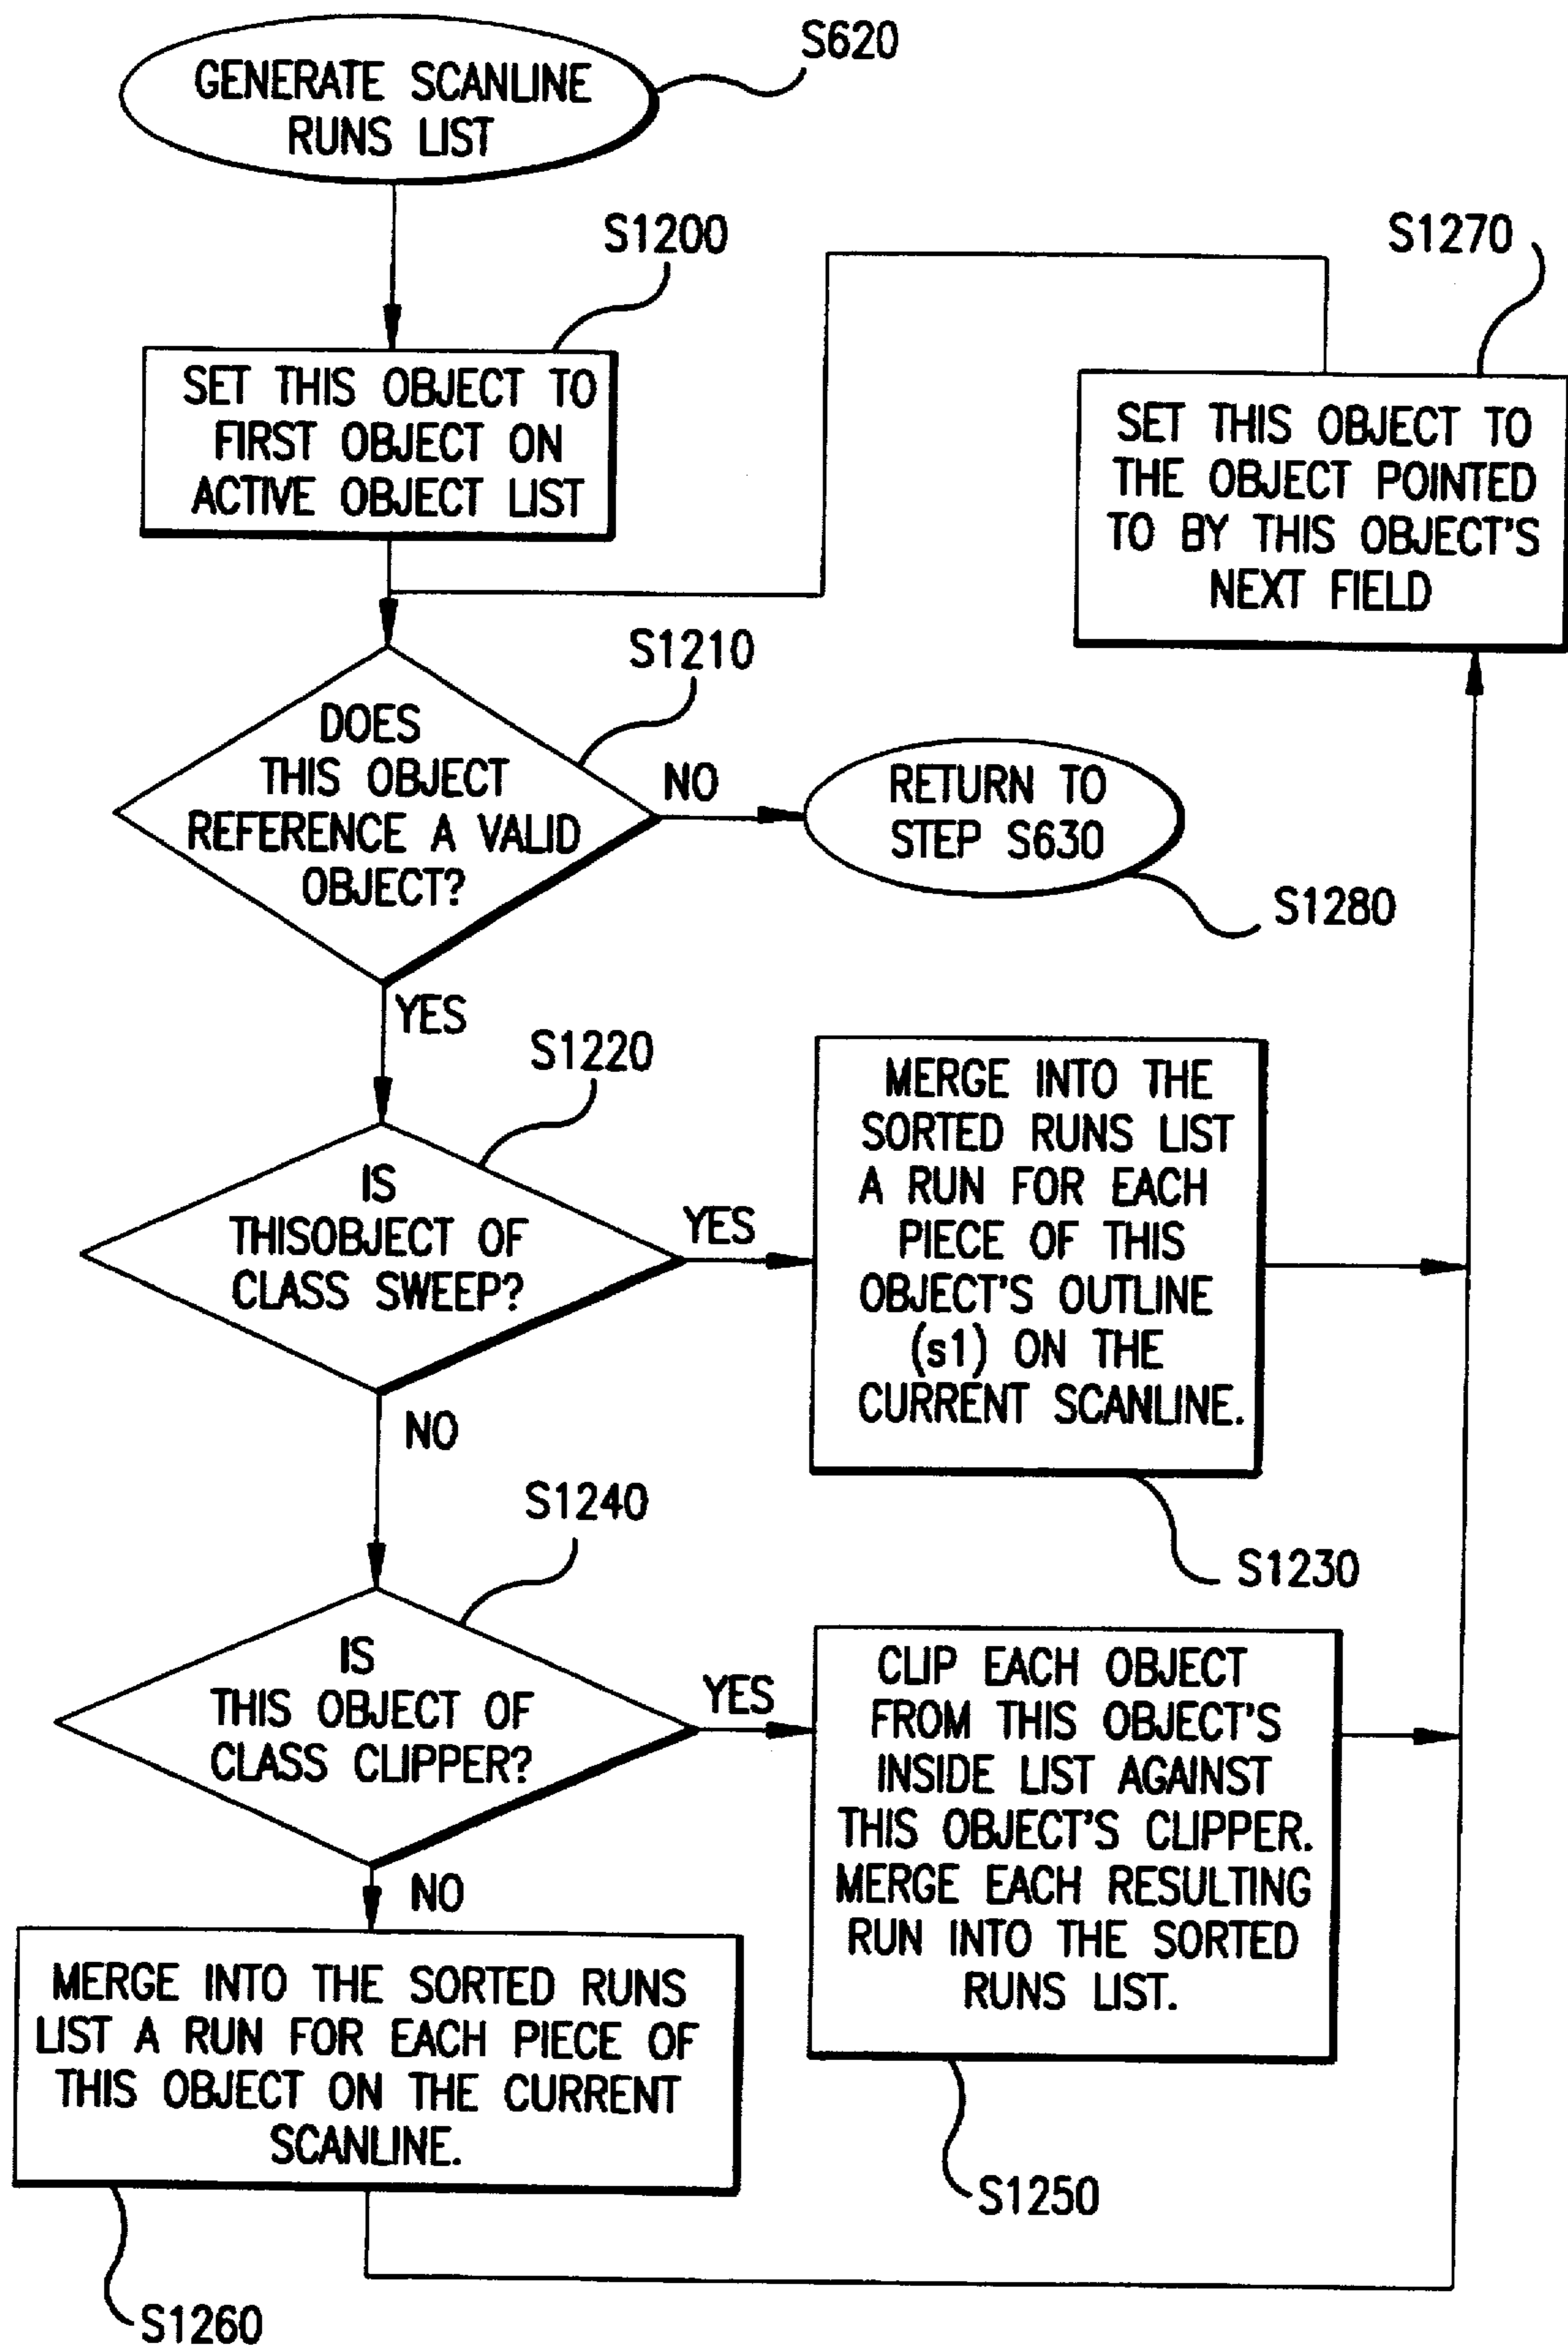 S620
GENERATE SCANLINE
RUNS LIST
S1200
SET THIS OBJECT TO
FIRST OBJECT ON
ACTIVE OBJECT LIST
S1270
SET THIS OBJECT TO
THE OBJECT POINTED
TO BY THIS OBJECT'S
NEXT FIELD
S1210
DOES
THIS OBJECT
REFERENCE A VALID
OBJECT?
NO
RETURN TO
STEP S630
S1280
YES
S1220
IS
THISOBJECT OF
CLASS SWEEP?
YES
MERGE INTO THE
SORTED RUNS LIST
A RUN FOR EACH
PIECE OF THIS
OBJECT'S OUTLINE
(s1) ON THE
CURRENT SCANLINE.
S1230
NO
S1240
IS
THIS OBJECT OF
CLASS CLIPPER?
YES
CLIP EACH OBJECT
FROM THIS OBJECT'S
INSIDE LIST AGAINST
THIS OBJECT'S CLIPPER.
MERGE EACH RESULTING
RUN INTO THE SORTED
RUNS LIST.
S1250
NO
MERGE INTO THE SORTED RUNS
LIST A RUN FOR EACH PIECE OF
THIS OBJECT ON THE CURRENT
SCANLINE.
S1260